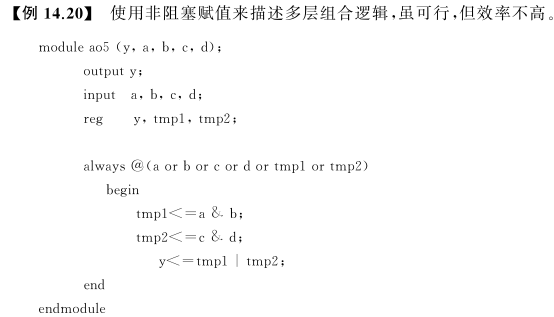 【例 14.20】 使用非阻塞赋值来描述多层组合逻辑,虽可行,但效率不高。
module ao5 (y, a, b, c, d);
output y;
input a, b, c, d;
reg y, tmp1, tmp2;
always @(a or b or c or d or tmp1 or tmp2)
begin
tmp1<=a & b;
tmp2<=c & d;
y<=tmp1 | tmp2;
end
endmodule